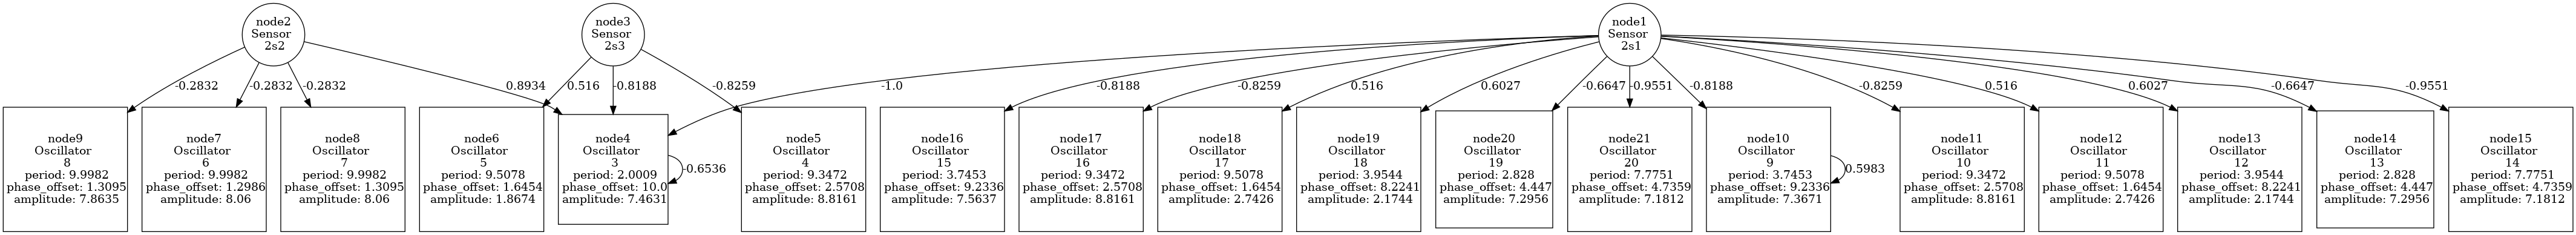 node2
Sensor
2s2
node3
Sensor
2s3
node1
Sensor
2s1
-0.2832
-0.2832
-0.2832
0.8934
0.516
-0.8188
-0.8259
-1.0
-0.8188
-0.8259
0.516
0.6027
-0.6647
-0.9551
-0.8188
-0.8259
0.516
0.6027
-0.6647
-0.9551
node9
Oscillator
8
period: 9.9982
phase_offset: 1.3095
amplitude: 7.8635
node7
Oscillator
6
period: 9.9982
phase_offset: 1.2986
amplitude: 8.06
node8
Oscillator
7
period: 9.9982
phase_offset: 1.3095
amplitude: 8.06
node6
Oscillator
5
period: 9.5078
phase_offset: 1.6454
amplitude: 1.8674
node4
Oscillator
3
period: 2.0009
phase_offset: 10.0
amplitude: 7.4631
-0.6536
node5
Oscillator
4
period: 9.3472
phase_offset: 2.5708
amplitude: 8.8161
node16
Oscillator
15
period: 3.7453
phase_offset: 9.2336
amplitude: 7.5637
node17
Oscillator
16
period: 9.3472
phase_offset: 2.5708
amplitude: 8.8161
node18
Oscillator
17
period: 9.5078
phase_offset: 1.6454
amplitude: 2.7426
node19
Oscillator
18
period: 3.9544
phase_offset: 8.2241
amplitude: 2.1744
node20
Oscillator
19
period: 2.828
phase_offset: 4.447
amplitude: 7.2956
node21
Oscillator
20
period: 7.7751
phase_offset: 4.7359
amplitude: 7.1812
node10
Oscillator
9
period: 3.7453
phase_offset: 9.2336
amplitude: 7.3671
0.5983
node11
Oscillator
10
period: 9.3472
phase_offset: 2.5708
amplitude: 8.8161
node12
Oscillator
11
period: 9.5078
phase_offset: 1.6454
amplitude: 2.7426
node13
Oscillator
12
period: 3.9544
phase_offset: 8.2241
amplitude: 2.1744
node14
Oscillator
13
period: 2.828
phase_offset: 4.447
amplitude: 7.2956
node15
Oscillator
14
period: 7.7751
phase_offset: 4.7359
amplitude: 7.1812